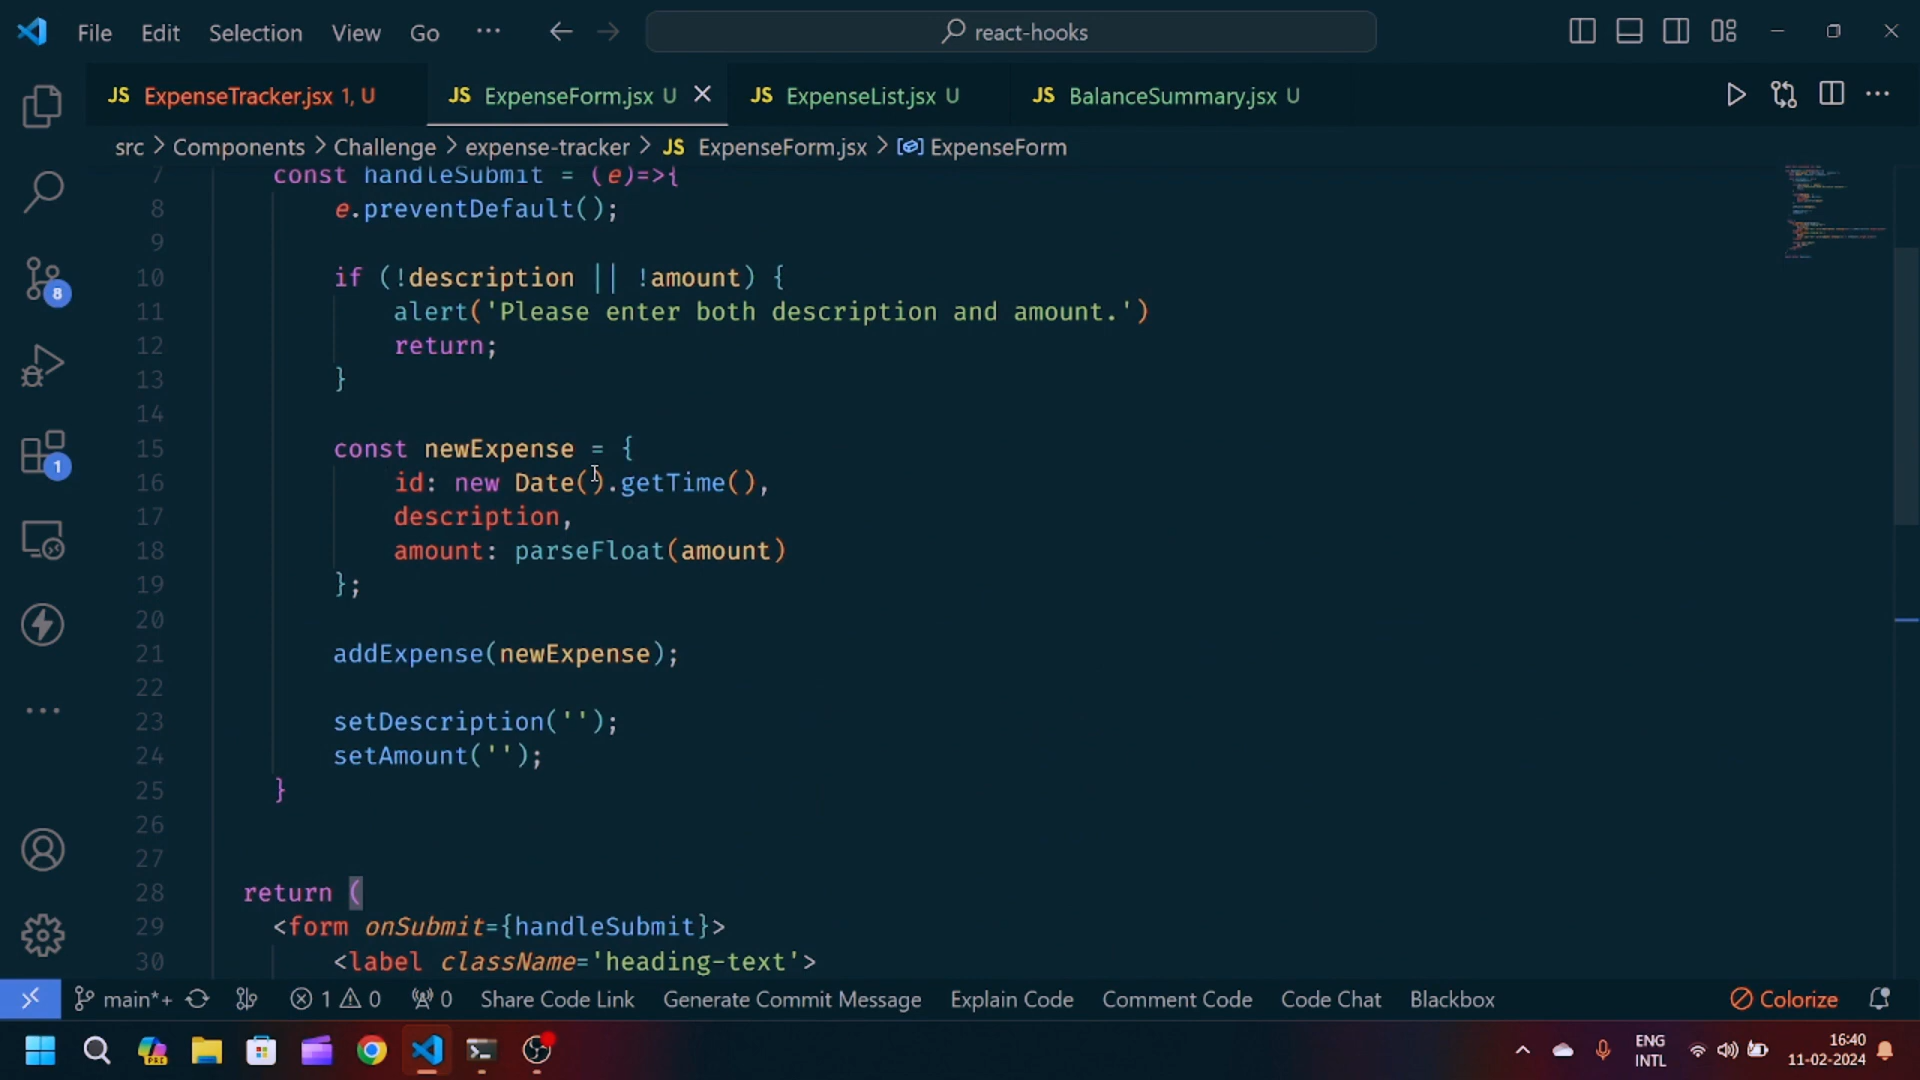 File Edit Selection View Go ··· react-hooks
JS ExpenseTracker.jsx 1, U JS ExpenseForm.jsx U JS ExpenseList.jsx U JS BalanceSummary.jsx U
src > Components > Challenge > expense-tracker > JS ExpenseForm.jsx > ExpenseForm
7 const handleSubmit = (e)=>{
8 e.preventDefault();
9
10 if (!description || !amount) {
11 alert('Please enter both description and amount.')
12 return;
13 }
14
15 const newExpense = {
16 id: new Date().getTime(),
17 description,
18 amount: parseFloat(amount)
19 };
20
21 addExpense(newExpense);
22
23 setDescription('');
24 setAmount('');
25 }
26
27
28 return (
29 <form onSubmit={handleSubmit}>
30 <label className='heading-text'>
8
1
main*+ 1 0 0 Share Code Link Generate Commit Message Explain Code Comment Code Code Chat Blackbox Colorize
PRE
ENG
INTL
16:40
11-02-2024